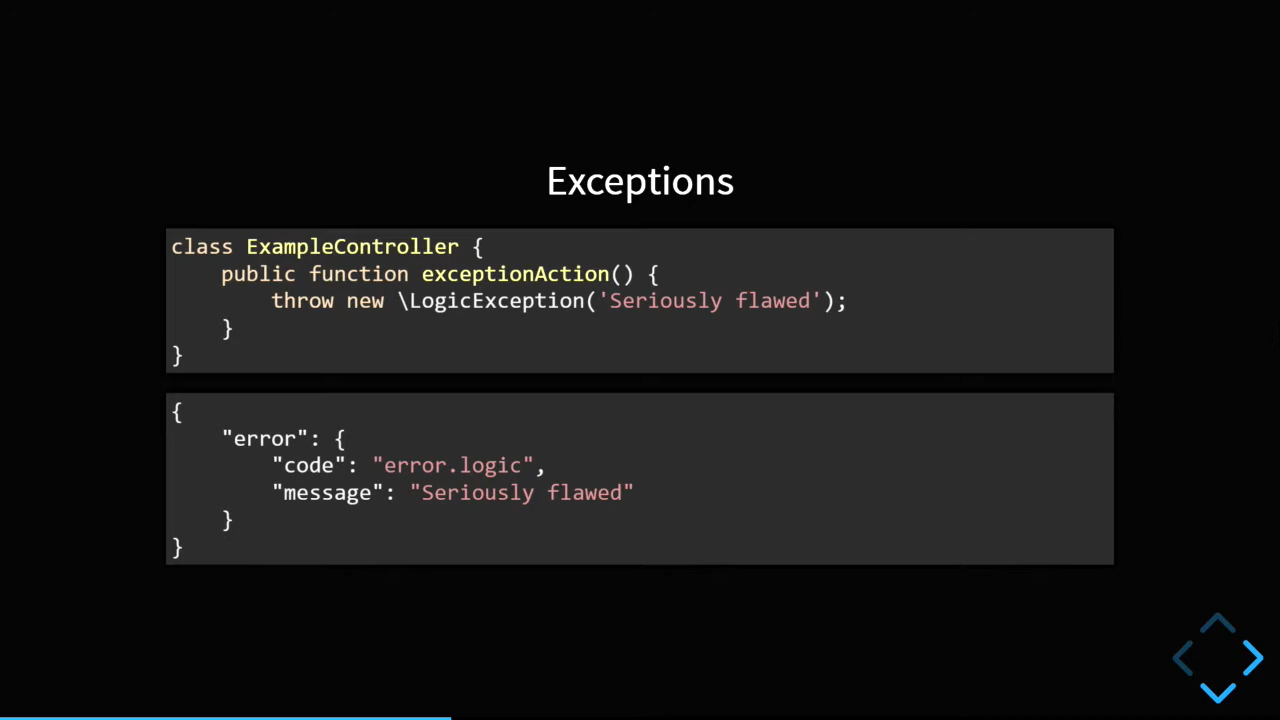 Exceptions
class ExampleController {
    public function exceptionAction() {
        throw new \LogicException('Seriously flawed');
    }
}
{
    "error": {
        "code": "error.logic",
        "message": "Seriously flawed"
    }
}